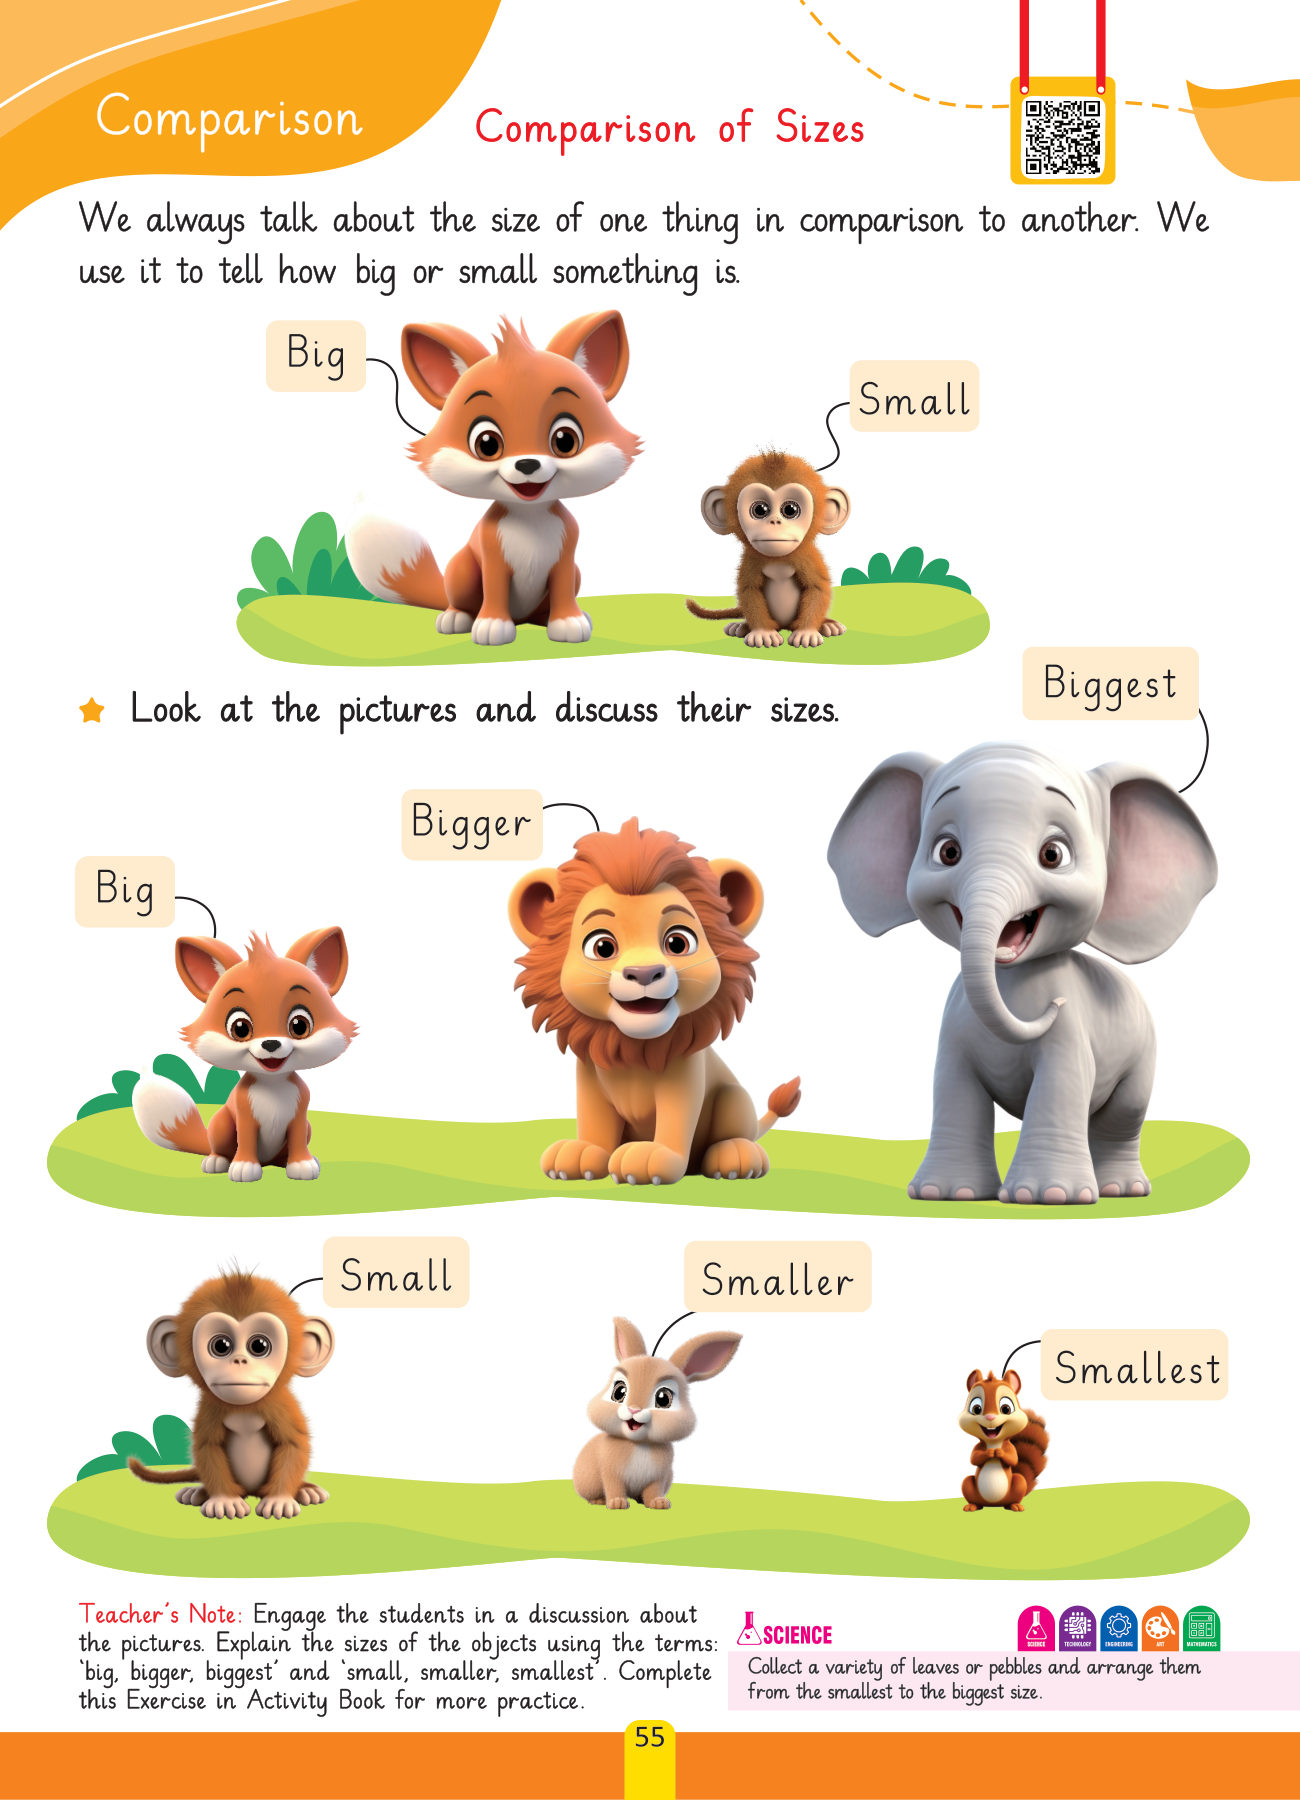 Comparison
Comparison of Sizes
We always talk about the size of one thing in comparison to another. We
use it to tell how big or small something is.
Big
Small
Look at the pictures and discuss their sizes.
Biggest
Bigger
Big
Small
Smaller
Smallest
Teacher's Note: Engage the students in a discussion about
the pictures. Explain the sizes of the objects using the terms:
'big, bigger, biggest' and 'small, smaller, smallest'. Complete
this Exercise in Activity Book for more practice.
SCIENCE
SCIENCE TECHNOLOGY ENGINEERING ART MATHEMATICS
Collect a variety of leaves or pebbles and arrange them
from the smallest to the biggest size.
55